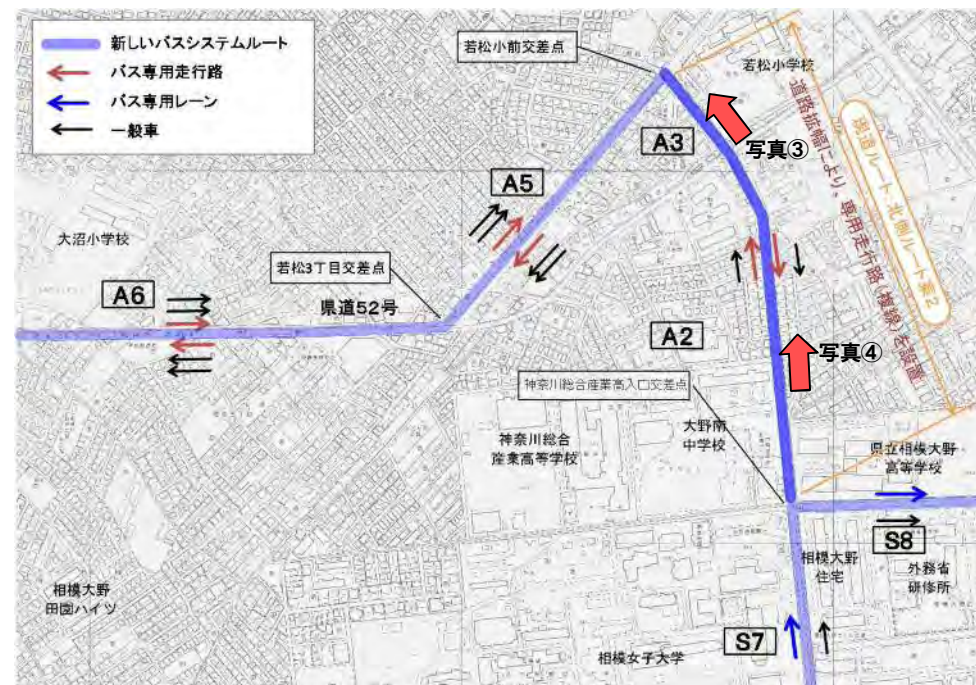 新しいバスシステムルート
バス専用走行路
バス専用レーン
一般車
若松小前交差点
若松小学校
写真③
A3
A5
道路拡幅により、専用走行路(複線)を設置
現道ルート 北側ルート案2
大沼小学校
若松3丁目交差点
A6
県道52号
A2
写真④
神奈川総合産業高入口交差点
大野南
中学校
神奈川総合
産業高等学校
県立相模大野
高等学校
S8
相模大野
住宅
外務省
研修所
相模大野
田園ハイツ
S7
相模女子大学